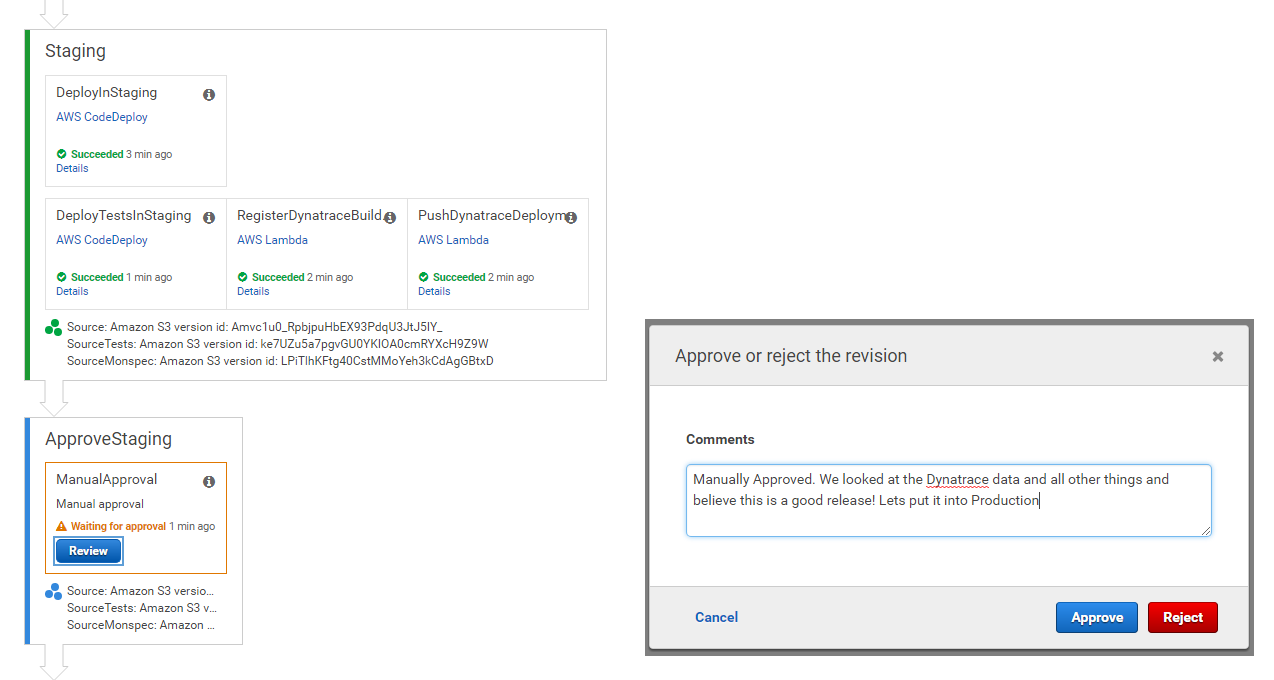 Staging
DeployInStaging
AWS CodeDeploy
Succeeded 3 min ago
Details
DeployTestsInStaging
AWS CodeDeploy
Succeeded 1 min ago
Details
RegisterDynatraceBuild
AWS Lambda
Succeeded 2 min ago
Details
PushDynatraceDeploym
AWS Lambda
Succeeded 2 min ago
Details
Source: Amazon S3 version id: Amvc1u0_RpbjpuHbEX93PdqU3JtJ5IY_
SourceTests: Amazon S3 version id: ke7UZu5a7pgvGU0YKIOA0cmRYXcH9Z9W
SourceMonspec: Amazon S3 version id: LPiTlhKFtg40CstMMoYeh3kCdAgGBtxD
ApproveStaging
ManualApproval
Manual approval
Waiting for approval 1 min ago
Review
Source: Amazon S3 versio...
SourceTests: Amazon S3 v...
SourceMonspec: Amazon ...
Approve or reject the revision
Comments
Manually Approved. We looked at the Dynatrace data and all other things and
believe this is a good release! Lets put it into Production
Cancel
Approve
Reject